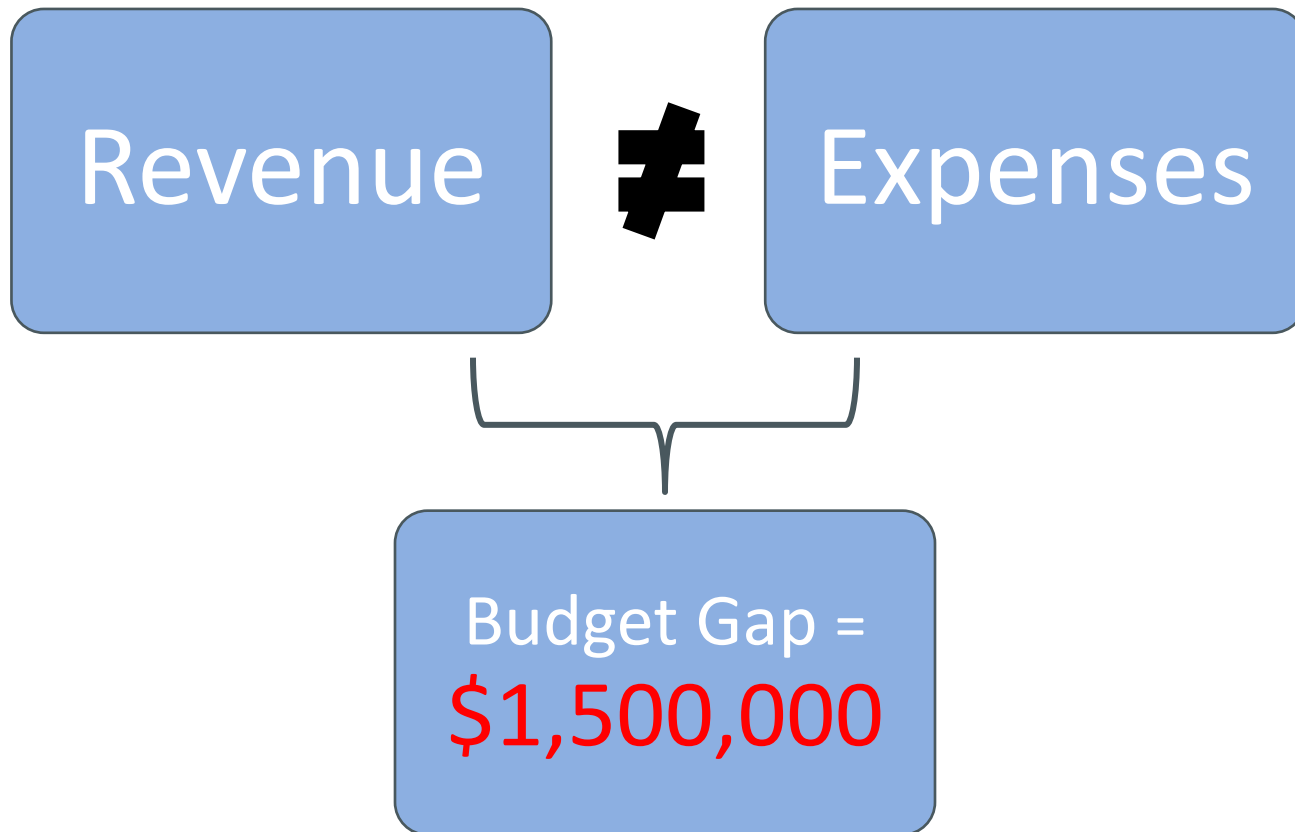 Revenue
≠
Expenses
Budget Gap =
$1,500,000